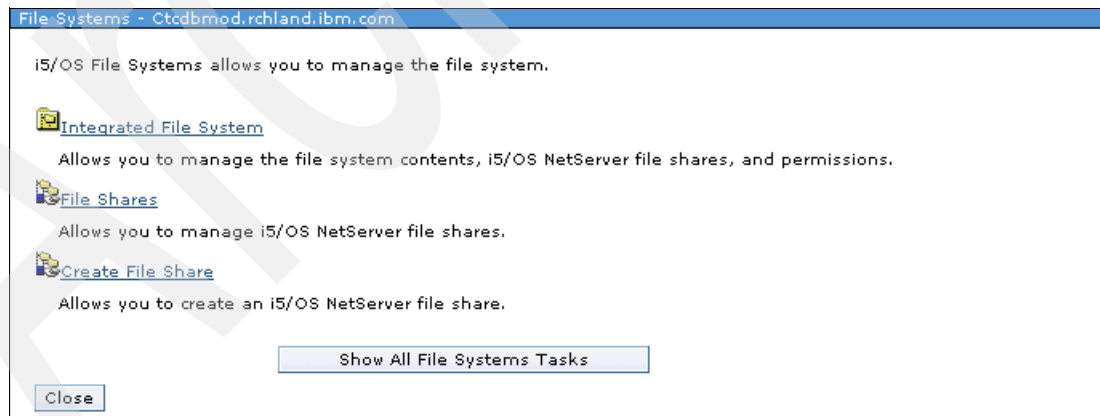 File Systems - Ctcdbmod.rchland.ibm.com
i5/OS File Systems allows you to manage the file system.
Integrated File System
Allows you to manage the file system contents, i5/OS NetServer file shares, and permissions.
File Shares
Allows you to manage i5/OS NetServer file shares.
Create File Share
Allows you to create an i5/OS NetServer file share.
Show All File Systems Tasks
Close